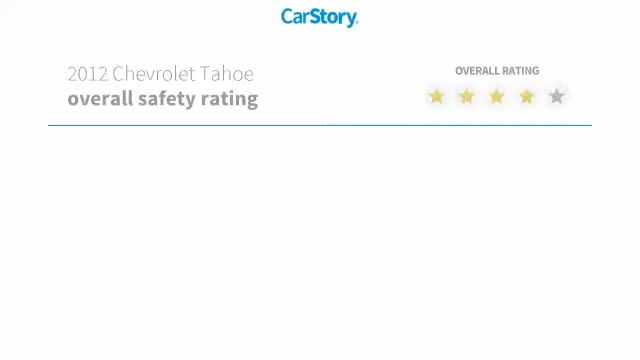 CarStory
2012 Chevrolet Tahoe
overall safety rating
OVERALL RATING